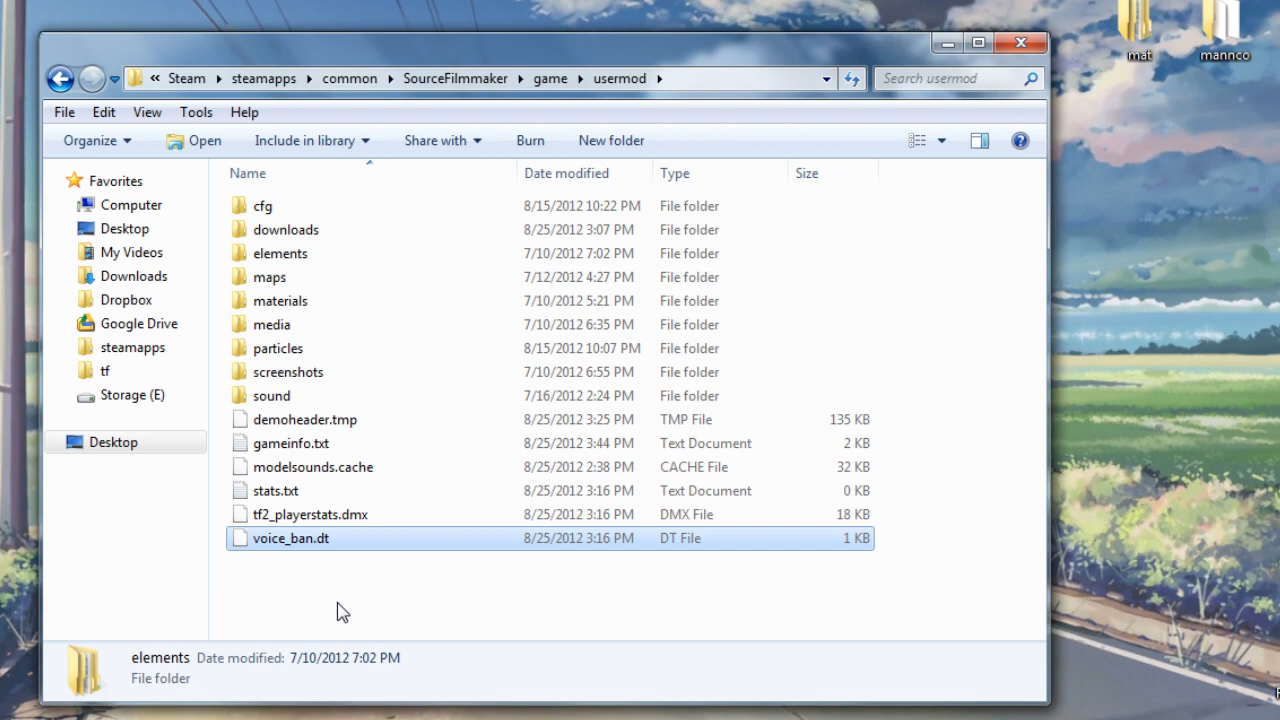 mat
mannco
« Steam ▸ steamapps ▸ common ▸ SourceFilmmaker ▸ game ▸ usermod ▸
Search usermod
File Edit View Tools Help
Organize Open Include in library Share with Burn New folder
Name Date modified Type Size
Favorites
Computer
Desktop
My Videos
Downloads
Dropbox
Google Drive
steamapps
tf
Storage (E)
Desktop
cfg 8/15/2012 10:22 PM File folder
downloads 8/25/2012 3:07 PM File folder
elements 7/10/2012 7:02 PM File folder
maps 7/12/2012 4:27 PM File folder
materials 7/10/2012 5:21 PM File folder
media 7/10/2012 6:35 PM File folder
particles 8/15/2012 10:07 PM File folder
screenshots 7/10/2012 6:55 PM File folder
sound 7/16/2012 2:24 PM File folder
demoheader.tmp 8/25/2012 3:25 PM TMP File 135 KB
gameinfo.txt 8/25/2012 3:44 PM Text Document 2 KB
modelsounds.cache 8/25/2012 2:38 PM CACHE File 32 KB
stats.txt 8/25/2012 3:16 PM Text Document 0 KB
tf2_playerstats.dmx 8/25/2012 3:16 PM DMX File 18 KB
voice_ban.dt 8/25/2012 3:16 PM DT File 1 KB
elements Date modified: 7/10/2012 7:02 PM
File folder